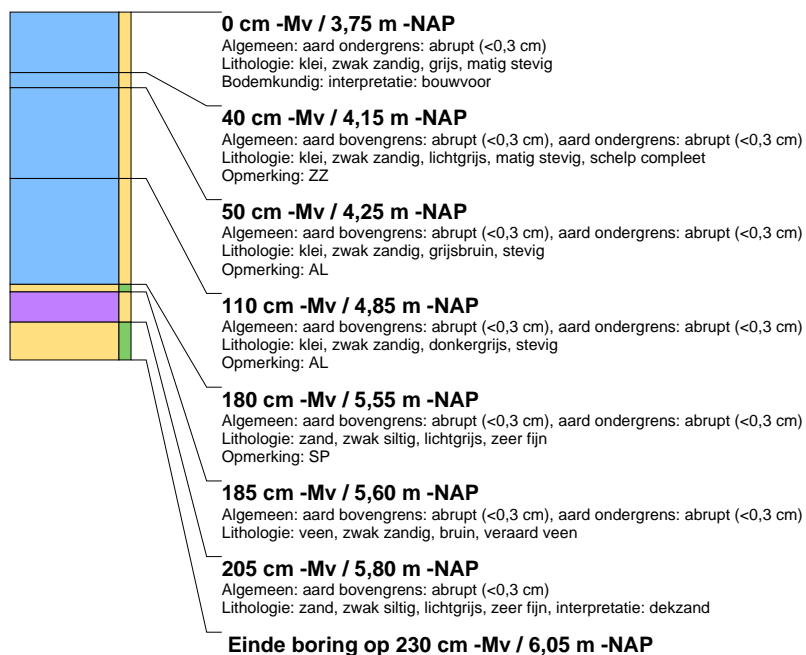 0 cm -Mv / 3,75 m -NAP
Algemeen: aard ondergrens: abrupt (<0,3 cm)
Lithologie: klei, zwak zandig, grijs, matig stevig
Bodemkundig: interpretatie: bouwvoor
40 cm -Mv / 4,15 m -NAP
Algemeen: aard bovengrens: abrupt (<0,3 cm), aard ondergrens: abrupt (<0,3 cm)
Lithologie: klei, zwak zandig, lichtgrijs, matig stevig, schelp compleet
Opmerking: ZZ
50 cm -Mv / 4,25 m -NAP
Algemeen: aard bovengrens: abrupt (<0,3 cm), aard ondergrens: abrupt (<0,3 cm)
Lithologie: klei, zwak zandig, grijsbruin, stevig
Opmerking: AL
110 cm -Mv / 4,85 m -NAP
Algemeen: aard bovengrens: abrupt (<0,3 cm), aard ondergrens: abrupt (<0,3 cm)
Lithologie: klei, zwak zandig, donkergrijs, stevig
Opmerking: AL
180 cm -Mv / 5,55 m -NAP
Algemeen: aard bovengrens: abrupt (<0,3 cm), aard ondergrens: abrupt (<0,3 cm)
Lithologie: zand, zwak siltig, lichtgrijs, zeer fijn
Opmerking: SP
185 cm -Mv / 5,60 m -NAP
Algemeen: aard bovengrens: abrupt (<0,3 cm), aard ondergrens: abrupt (<0,3 cm)
Lithologie: veen, zwak zandig, bruin, veraard veen
205 cm -Mv / 5,80 m -NAP
Algemeen: aard bovengrens: abrupt (<0,3 cm)
Lithologie: zand, zwak siltig, lichtgrijs, zeer fijn, interpretatie: dekzand
Einde boring op 230 cm -Mv / 6,05 m -NAP